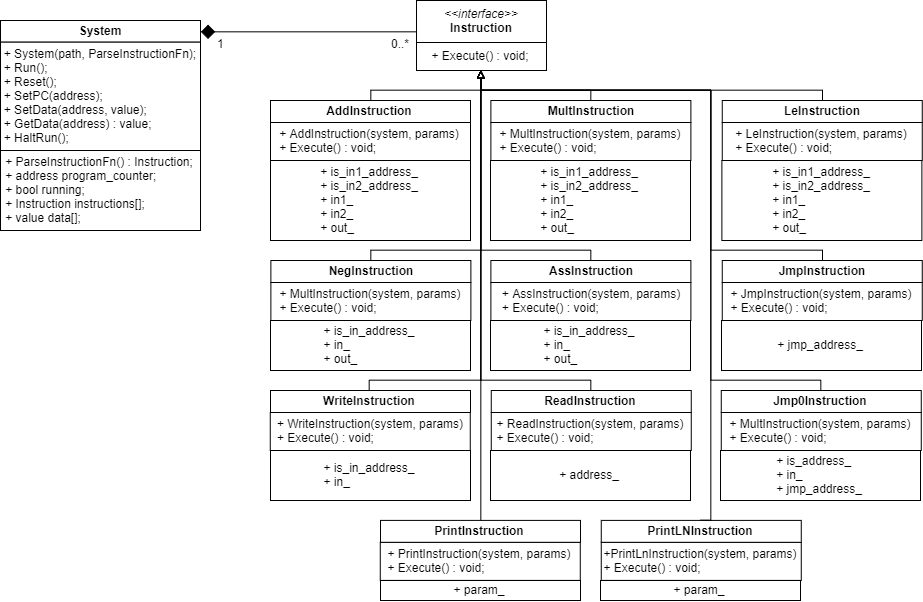 <<interface>>
Instruction
+ Execute() : void;
System
+ System(path, ParseInstructionFn);
+ Run();
+ Reset();
+ SetPC(address);
+ SetData(address, value);
+ GetData(address) : value;
+ HaltRun();
+ ParseInstructionFn() : Instruction;
+ address program_counter;
+ bool running;
+ Instruction instructions[];
+ value data[];
1
0..*
AddInstruction
+ AddInstruction(system, params)
+ Execute() : void;
+ is_in1_address_
+ is_in2_address_
+ in1_
+ in2_
+ out_
MultInstruction
+ MultInstruction(system, params)
+ Execute() : void;
+ is_in1_address_
+ is_in2_address_
+ in1_
+ in2_
+ out_
LeInstruction
+ LeInstruction(system, params)
+ Execute() : void;
+ is_in1_address_
+ is_in2_address_
+ in1_
+ in2_
+ out_
NegInstruction
+ MultInstruction(system, params)
+ Execute() : void;
+ is_in_address_
+ in_
+ out_
AssInstruction
+ AssInstruction(system, params)
+ Execute() : void;
+ is_in_address_
+ in_
+ out_
JmpInstruction
+ JmpInstruction(system, params)
+ Execute() : void;
+ jmp_address_
WriteInstruction
+ WriteInstruction(system, params)
+ Execute() : void;
+ is_in_address_
+ in_
ReadInstruction
+ ReadInstruction(system, params)
+ Execute() : void;
+ address_
Jmp0Instruction
+ MultInstruction(system, params)
+ Execute() : void;
+ is_address_
+ in_
+ jmp_address_
PrintInstruction
+ PrintInstruction(system, params)
+ Execute() : void;
+ param_
PrintLNInstruction
+PrintLnInstruction(system, params)
+ Execute() : void;
+ param_